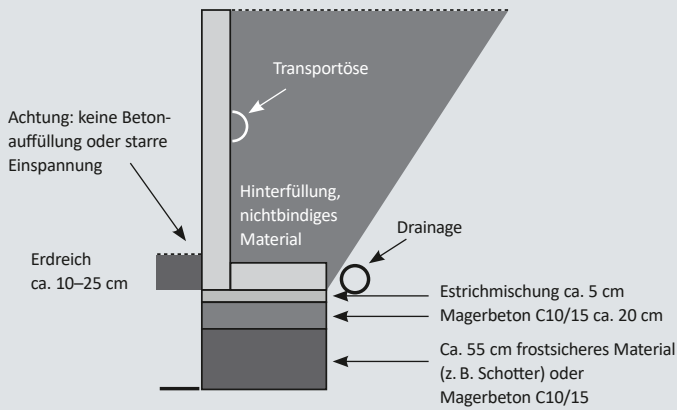 Transportöse
Achtung: keine Beton-
auffüllung oder starre
Einspannung
Hinterfüllung,
nichtbindiges
Material
Drainage
Erdreich
ca. 10–25 cm
Estrichmischung ca. 5 cm
Magerbeton C10/15 ca. 20 cm
Ca. 55 cm frostsicheres Material
(z. B. Schotter) oder
Magerbeton C10/15